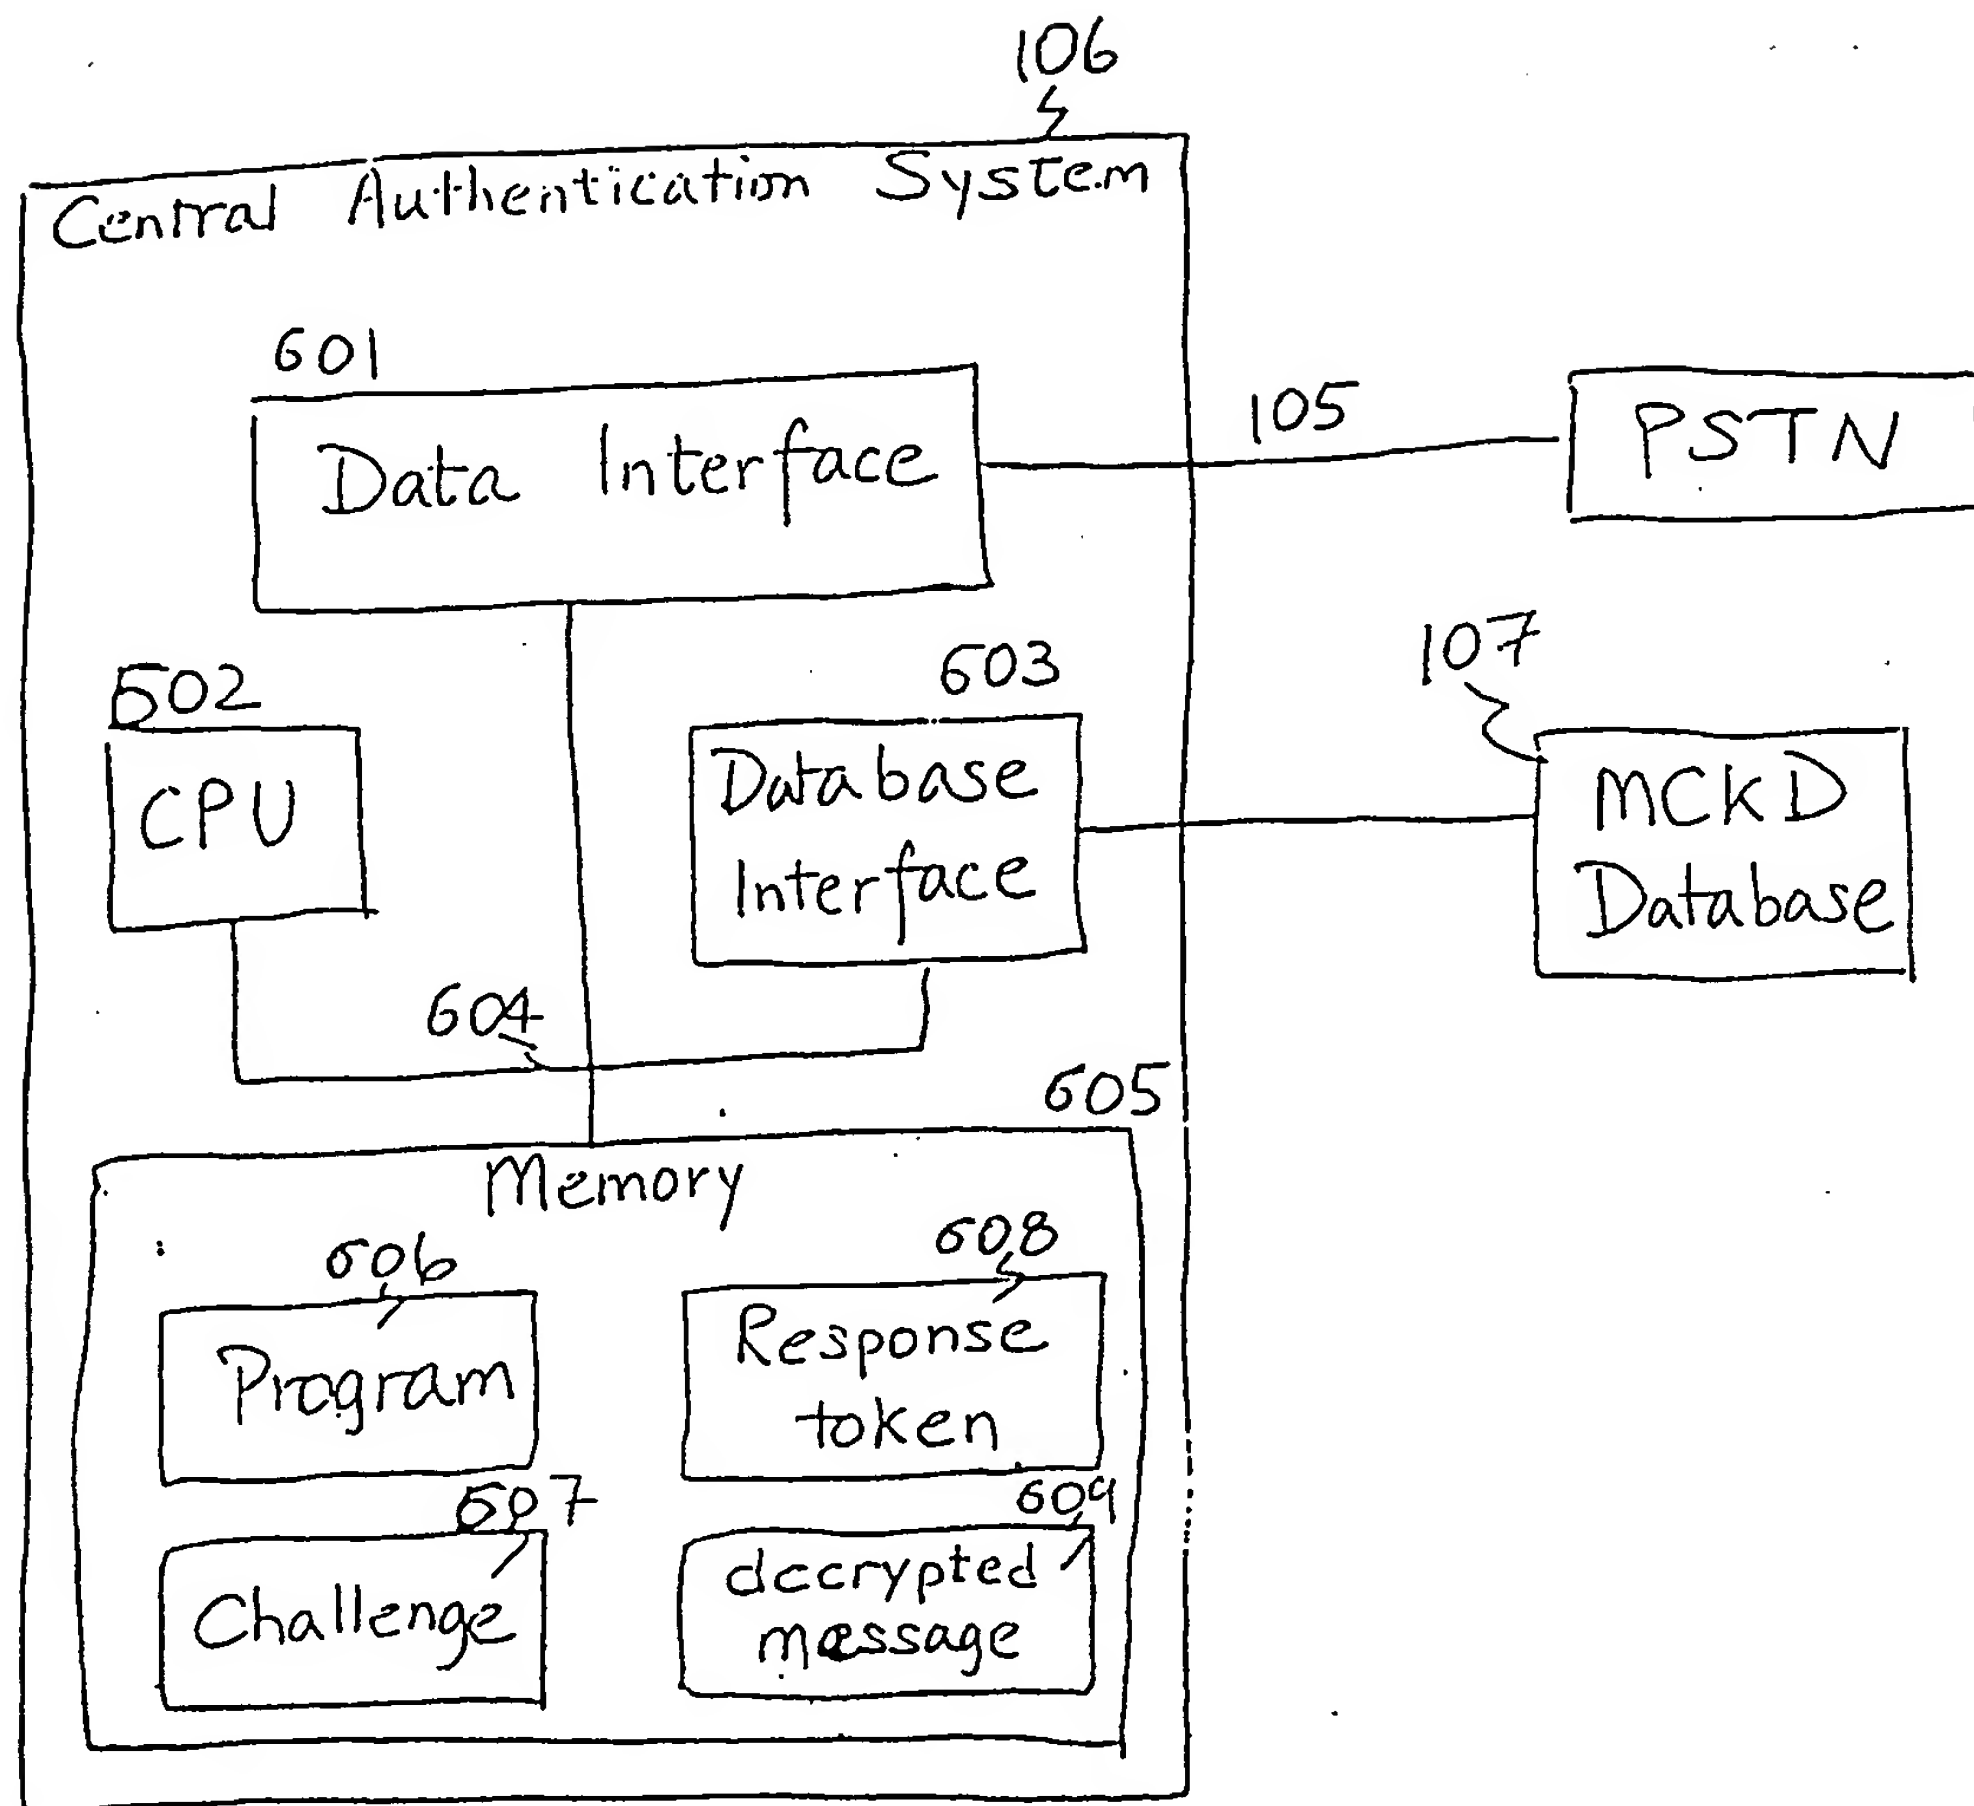 106
Central Authentication System
601
Data Interface
105
PSTN
602
CPU
603
Database
Interface
107
MCKD
Database
604
605
Memory
606
Program
608
Response
token
607
Challenge
609
decrypted
message